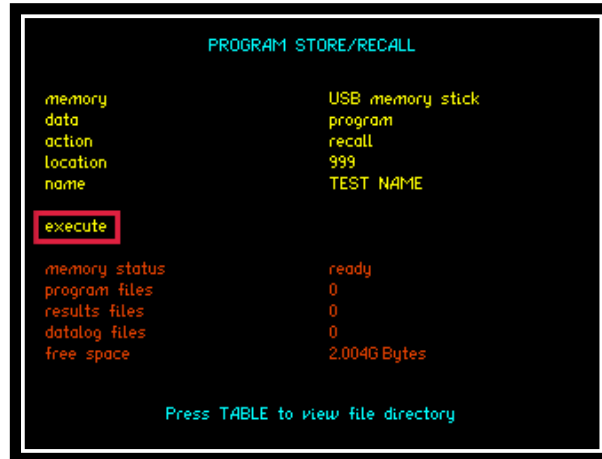 PROGRAM STORE/RECALL
memory USB memory stick
data program
action recall
location 999
name TEST NAME
execute
memory status ready
program files 0
results files 0
datalog files 0
free space 2.004G Bytes
Press TABLE to view file directory